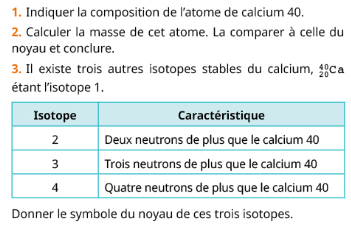 1. Indiquer la composition de l'atome de calcium 40.
2. Calculer la masse de cet atome. La comparer à celle du
noyau et conclure.
3. Il existe trois autres isotopes stables du calcium, ⁴⁰₂₀Ca
étant l'isotope 1.
Isotope Caractéristique
2 Deux neutrons de plus que le calcium 40
3 Trois neutrons de plus que le calcium 40
4 Quatre neutrons de plus que le calcium 40
Donner le symbole du noyau de ces trois isotopes.